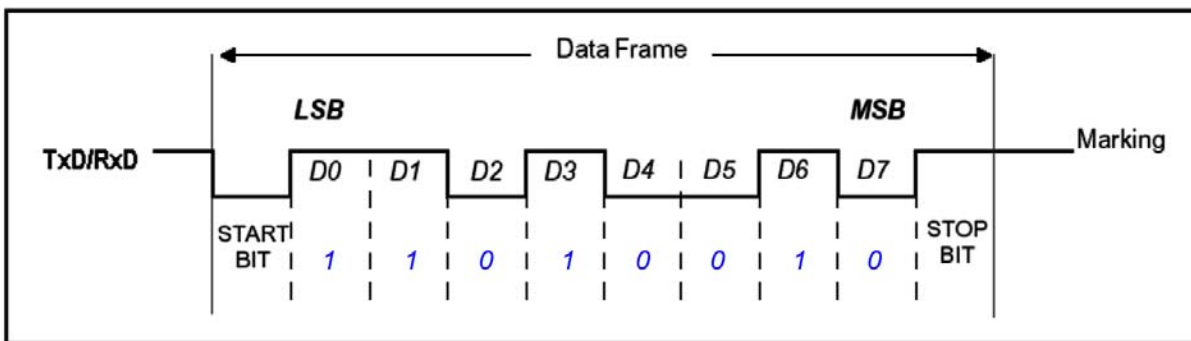 Data Frame
LSB MSB
TxD/RxD Marking
D0 D1 D2 D3 D4 D5 D6 D7
START BIT 1 1 0 1 0 0 1 0 STOP BIT